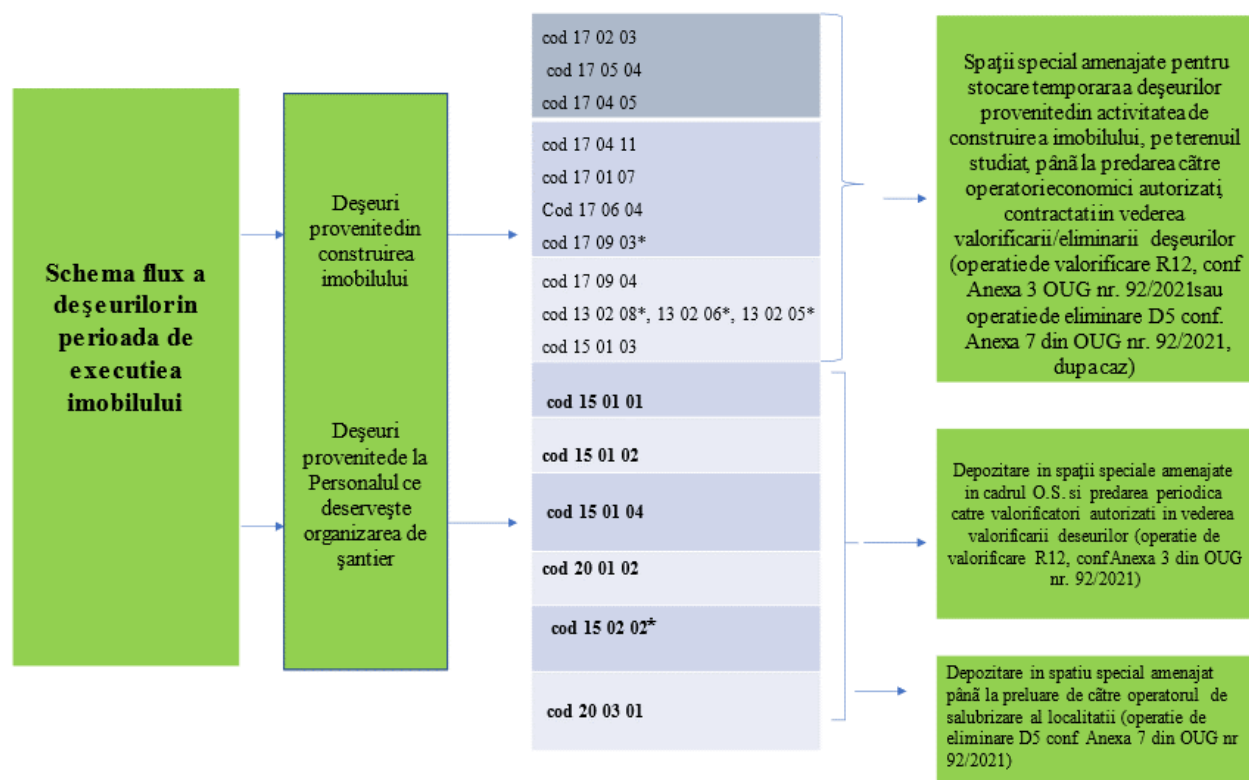 Schema flux a
deşeurilor in
perioada de
executie a
imobilului
Deşeuri
provenite din
construirea
imobilului
Deşeuri
provenite de la
Personalul ce
deserveşte
organizarea de
şantier
cod 17 02 03
cod 17 05 04
cod 17 04 05
cod 17 04 11
cod 17 01 07
Cod 17 06 04
cod 17 09 03*
cod 17 09 04
cod 13 02 08*, 13 02 06*, 13 02 05*
cod 15 01 03
cod 15 01 01
cod 15 01 02
cod 15 01 04
cod 20 01 02
cod 15 02 02*
cod 20 03 01
Spaţii special amenajate pentru
stocare temporara a deşeurilor
provenite din activitatea de
construire a imobilului, pe terenuil
studiat, până la predarea cãtre
operatori economici autorizati,
contractati in vederea
valorificarii/eliminarii deşeurilor
(operatie de valorificare R12, conf
Anexa 3 OUG nr. 92/2021 sau
operatie de eliminare D5 conf.
Anexa 7 din OUG nr. 92/2021,
dupa caz)
Depozitare in spaţii speciale amenajate
in cadrul O.S. si predarea periodica
catre valorificatori autorizati in vederea
valorificarii deseurilor (operatie de
valorificare R12, conf Anexa 3 din OUG
nr. 92/2021)
Depozitare in spatiu special amenajat
pânã la preluare de cãtre operatorul de
salubrizare al localitatii (operatie de
eliminare D5 conf. Anexa 7 din OUG nr
92/2021)